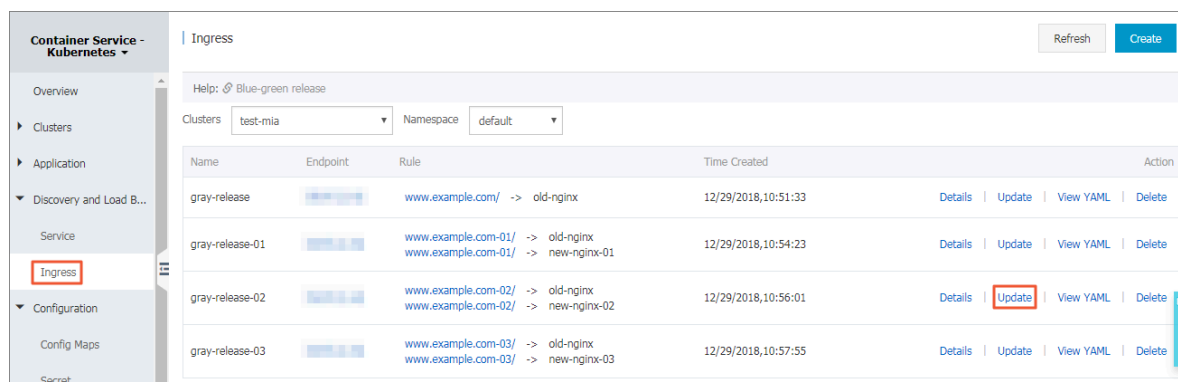 Container Service -
Kubernetes
Ingress
Refresh
Create
Overview
Help: Blue-green release
Clusters
test-mia
Namespace
default
Clusters
Application
Name Endpoint Rule Time Created Action
Discovery and Load B...
gray-release www.example.com/ -> old-nginx 12/29/2018,10:51:33 Details | Update | View YAML | Delete
Service
gray-release-01 www.example.com-01/ -> old-nginx 12/29/2018,10:54:23 Details | Update | View YAML | Delete
www.example.com-01/ -> new-nginx-01
Ingress
gray-release-02 www.example.com-02/ -> old-nginx 12/29/2018,10:56:01 Details | Update | View YAML | Delete
www.example.com-02/ -> new-nginx-02
Configuration
Config Maps
gray-release-03 www.example.com-03/ -> old-nginx 12/29/2018,10:57:55 Details | Update | View YAML | Delete
www.example.com-03/ -> new-nginx-03
Secret